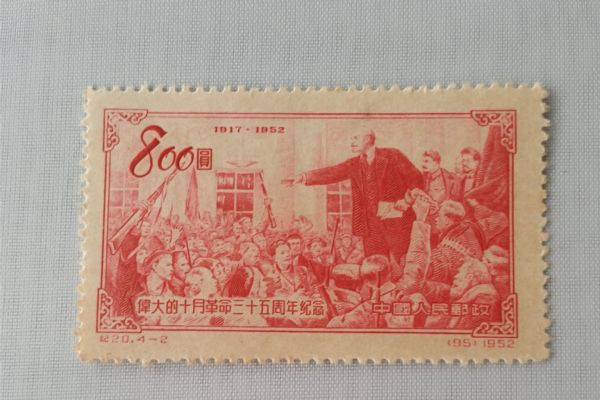 1917·1952
800圓
偉大的十月革命三十五周年紀念
中國人民郵政
紀20.4-2
(95) 1952